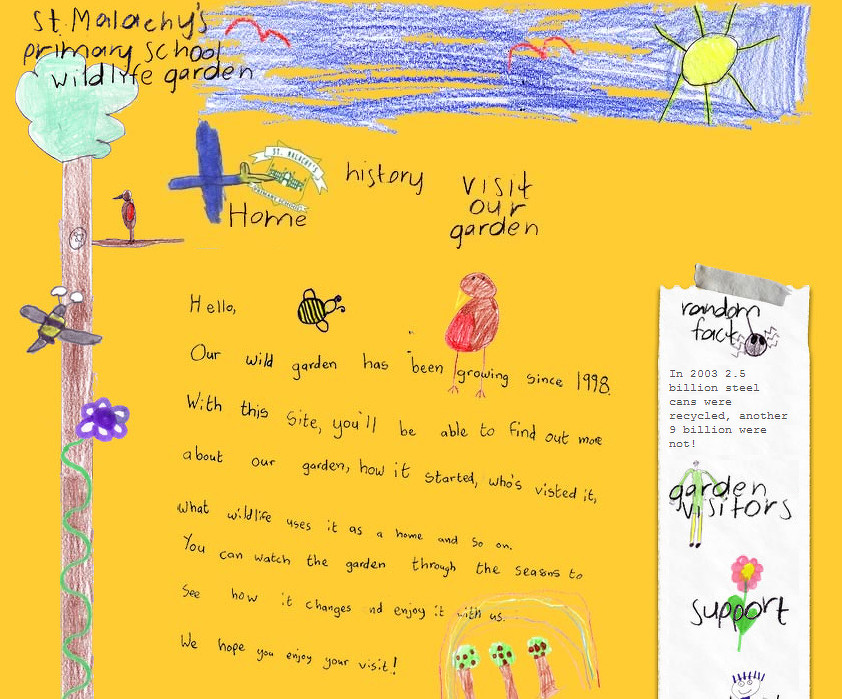 St Malachy's
primary school
wildlife garden
ST. MALACHY'S
PRIMARY SCHOOL
Home
history
visit
our
garden
Hello,
Our wild garden has been growing since 1998.
With this site, you'll be able to find out more
about our garden, how it started, who's visted it,
what wildlife uses it as a home and so on.
You can watch the garden through the seasons to
see how it changes nd enjoy it with us.
We hope you enjoy your visit!
random
fact
In 2003 2.5
billion steel
cans were
recycled, another
9 billion were
not!
garden
visitors
support